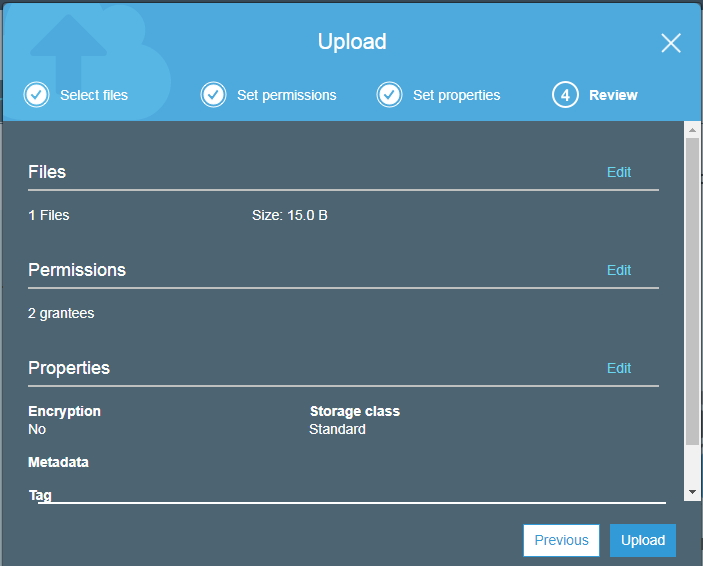 Upload
Select files
Set permissions
Set properties
4 Review
Files Edit
1 Files Size: 15.0 B
Permissions Edit
2 grantees
Properties Edit
Encryption Storage class
No Standard
Metadata
Tag
Previous Upload